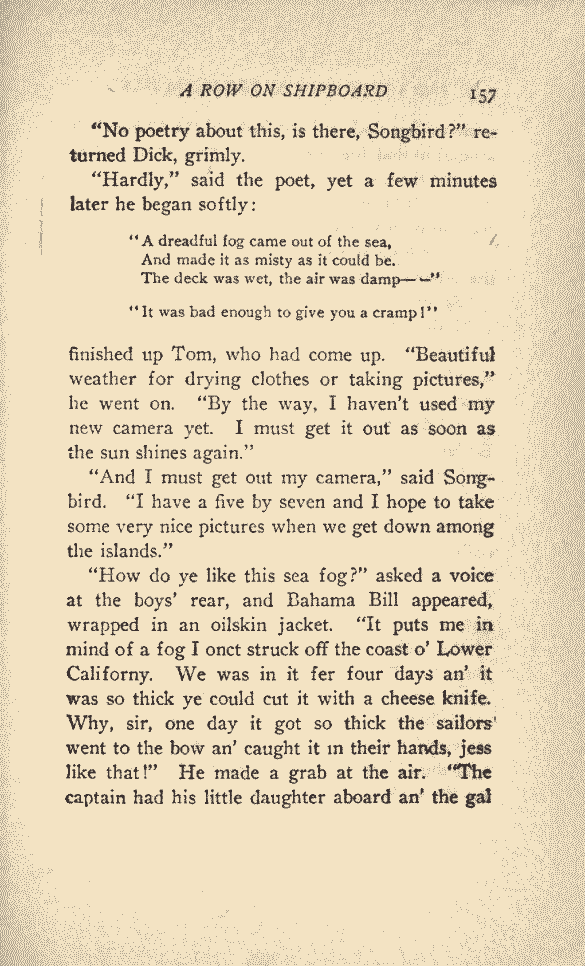 A ROW ON SHIPBOARD 157
"No poetry about this, is there, Songbird?" re-
turned Dick, grimly.
"Hardly," said the poet, yet a few minutes
later he began softly:
"A dreadful fog came out of the sea,
And made it as misty as it could be.
The deck was wet, the air was damp——"
"It was bad enough to give you a cramp!"
finished up Tom, who had come up. "Beautiful
weather for drying clothes or taking pictures,"
he went on. "By the way, I haven't used my
new camera yet. I must get it out as soon as
the sun shines again."
"And I must get out my camera," said Song-
bird. "I have a five by seven and I hope to take
some very nice pictures when we get down among
the islands."
"How do ye like this sea fog?" asked a voice
at the boys' rear, and Bahama Bill appeared,
wrapped in an oilskin jacket. "It puts me in
mind of a fog I onct struck off the coast o' Lower
Californy. We was in it fer four days an' it
was so thick ye could cut it with a cheese knife.
Why, sir, one day it got so thick the sailors'
went to the bow an' caught it in their hands, jess
like that!" He made a grab at the air. "The
captain had his little daughter aboard an' the gal